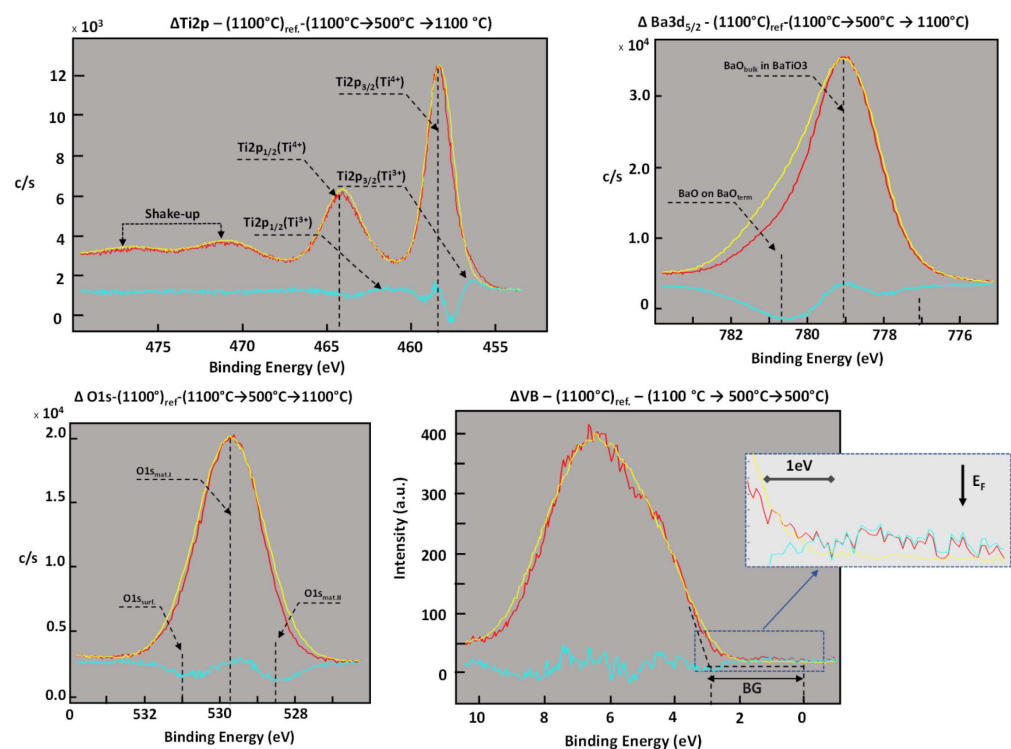 ΔTi2p – (1100°C)ref.-(1100°C→500°C →1100 °C)
x 10³
12
10
8
6
4
2
0
c/s
Ti2p3/2(Ti4+)
Ti2p1/2(Ti4+)
Ti2p3/2(Ti3+)
Shake-up
Ti2p1/2(Ti3+)
475 470 465 460 455
Binding Energy (eV)
Δ Ba3d5/2 - (1100°C)ref-(1100°C→500°C → 1100°C)
x 10⁴
3.0
2.0
1.0
0
c/s
BaObulk in BaTiO3
BaO on BaOterm
782 780 778 776
Binding Energy (eV)
Δ O1s-(1100°)ref-(1100°C→500°C→1100°C)
x 10⁴
2.0
1.5
1.0
0.5
0.0
c/s
O1smat.I
O1ssurf.
O1smat.II
0 532 530 528
Binding Energy (eV)
ΔVB – (1100°C)ref. – (1100 °C → 500°C→500°C)
400
300
200
100
0
Intensity (a.u.)
1eV
EF
BG
10 8 6 4 2 0
Binding Energy (eV)